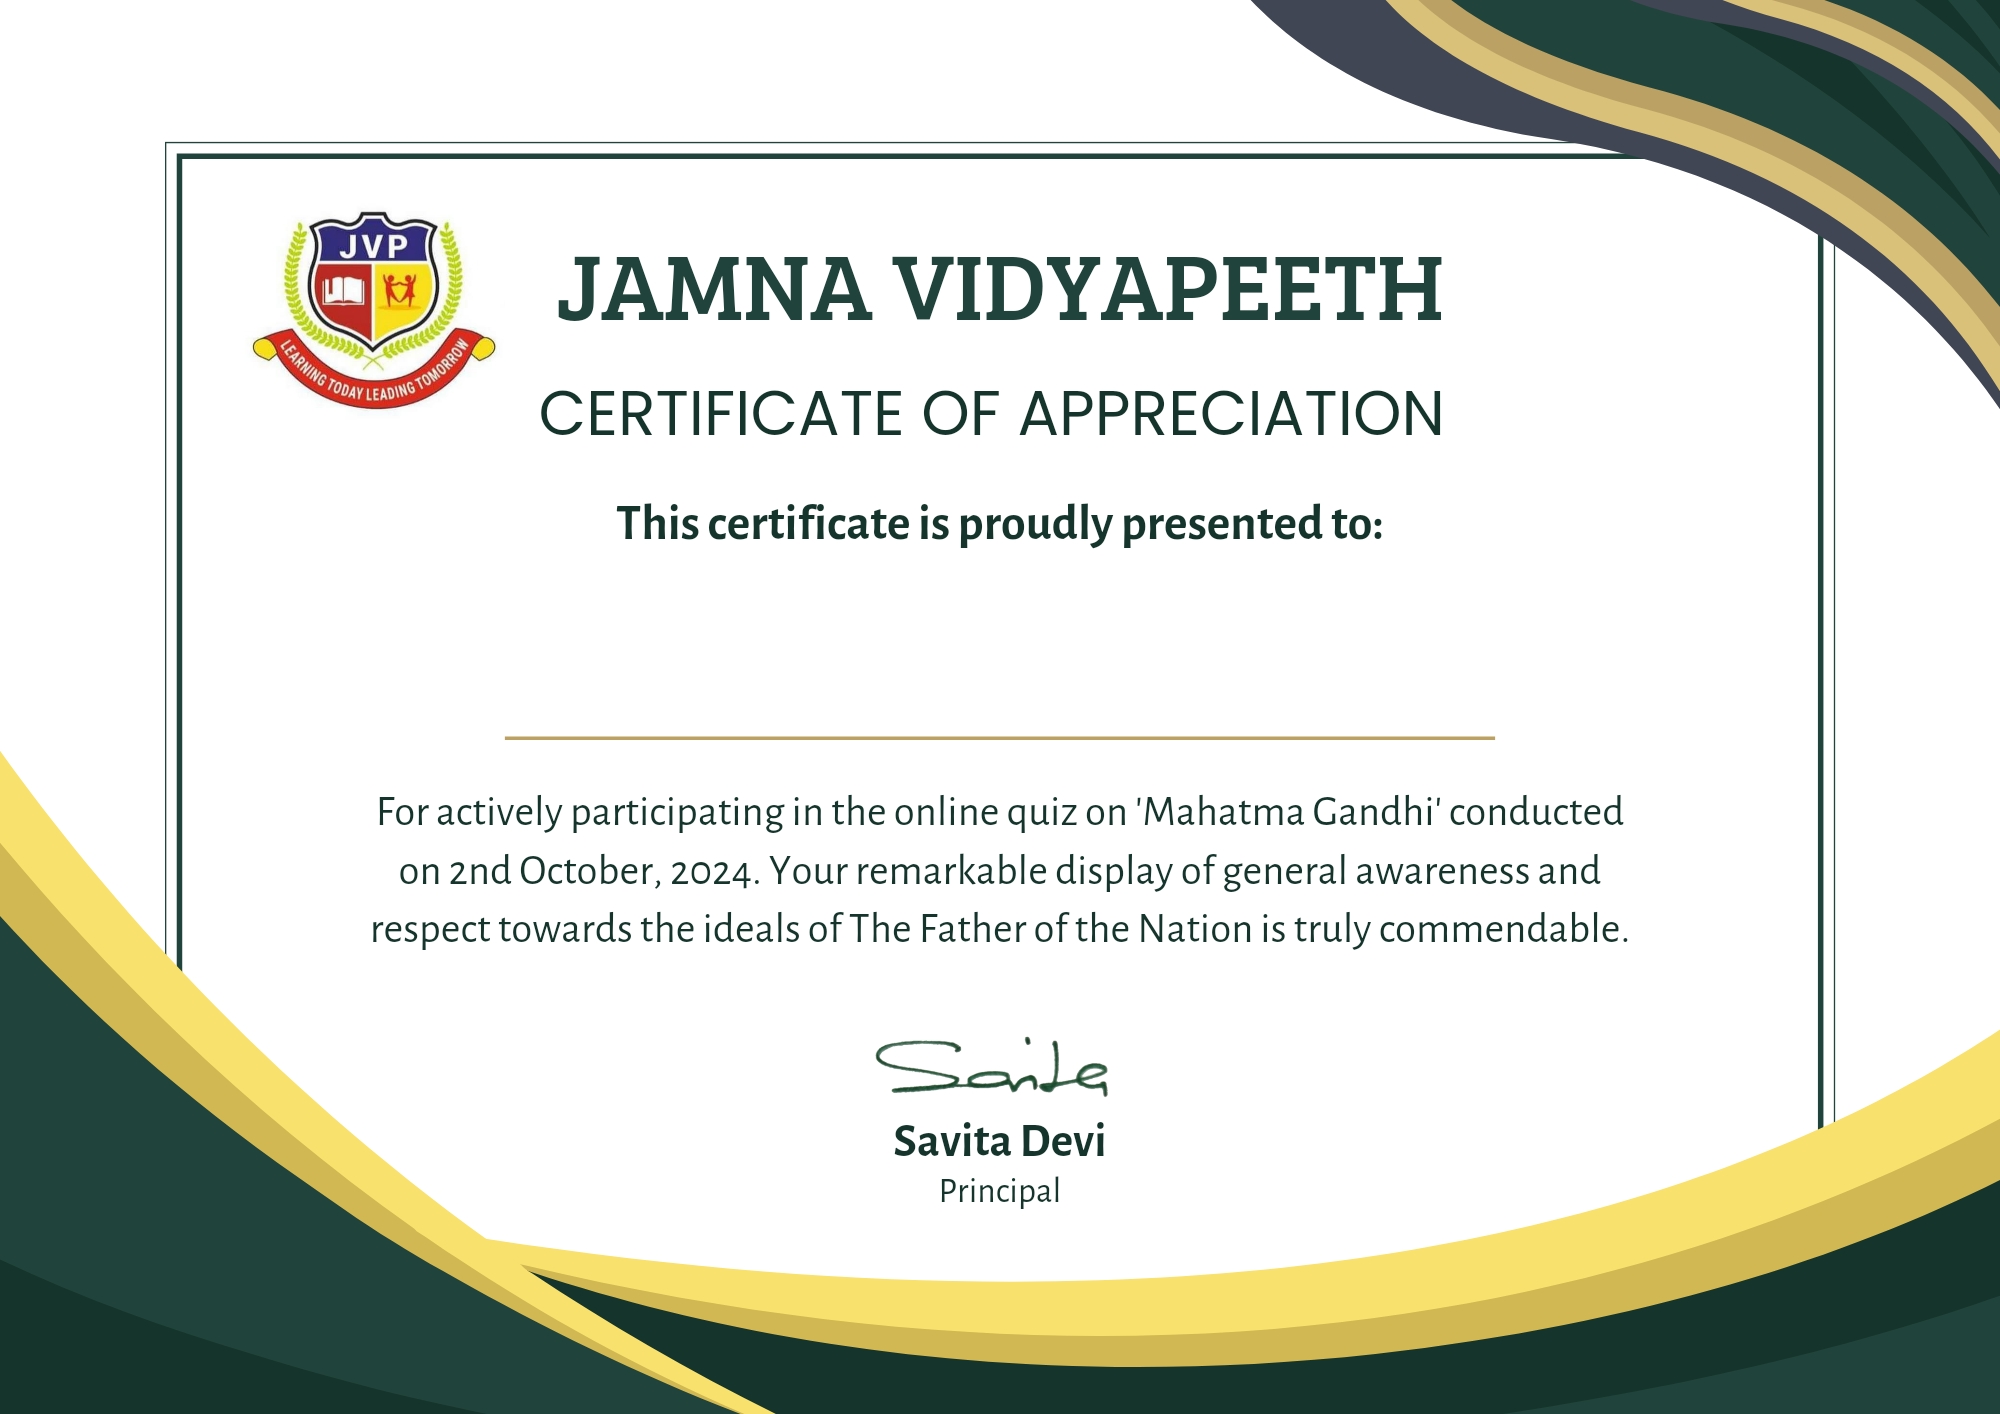 JVP
LEARNING TODAY LEADING TOMORROW
JAMNA VIDYAPEETH
CERTIFICATE OF APPRECIATION
This certificate is proudly presented to:
For actively participating in the online quiz on 'Mahatma Gandhi' conducted
on 2nd October, 2024. Your remarkable display of general awareness and
respect towards the ideals of The Father of the Nation is truly commendable.
Savita
Savita Devi
Principal